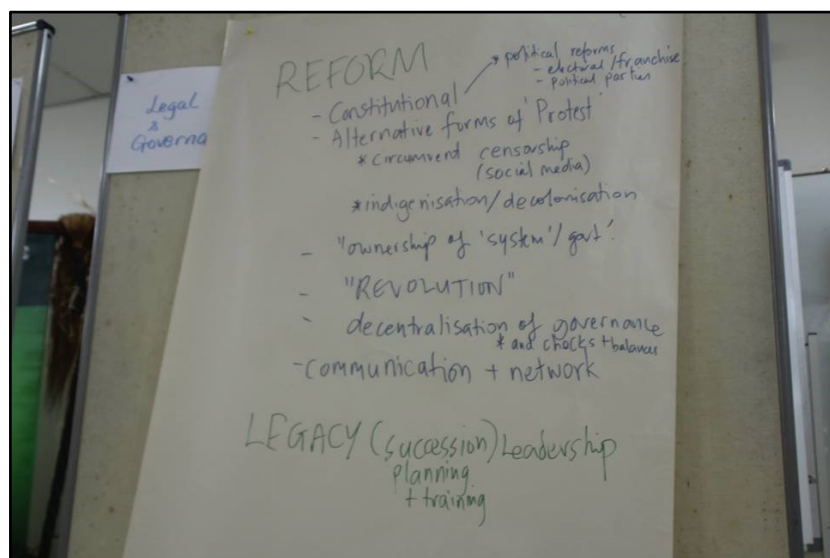 Legal
&
Governa
REFORM
- Constitutional
* political reforms
- electoral/franchise
- political parties
- Alternative forms of 'Protest'
* circumvent censorship
(social media)
* indigenisation/decolonisation
- "ownership of 'system'/govt'.
- "REVOLUTION"
- decentralisation of governance
* and checks + balances
- communication + network
LEGACY (succession) Leadership
planning
+ training